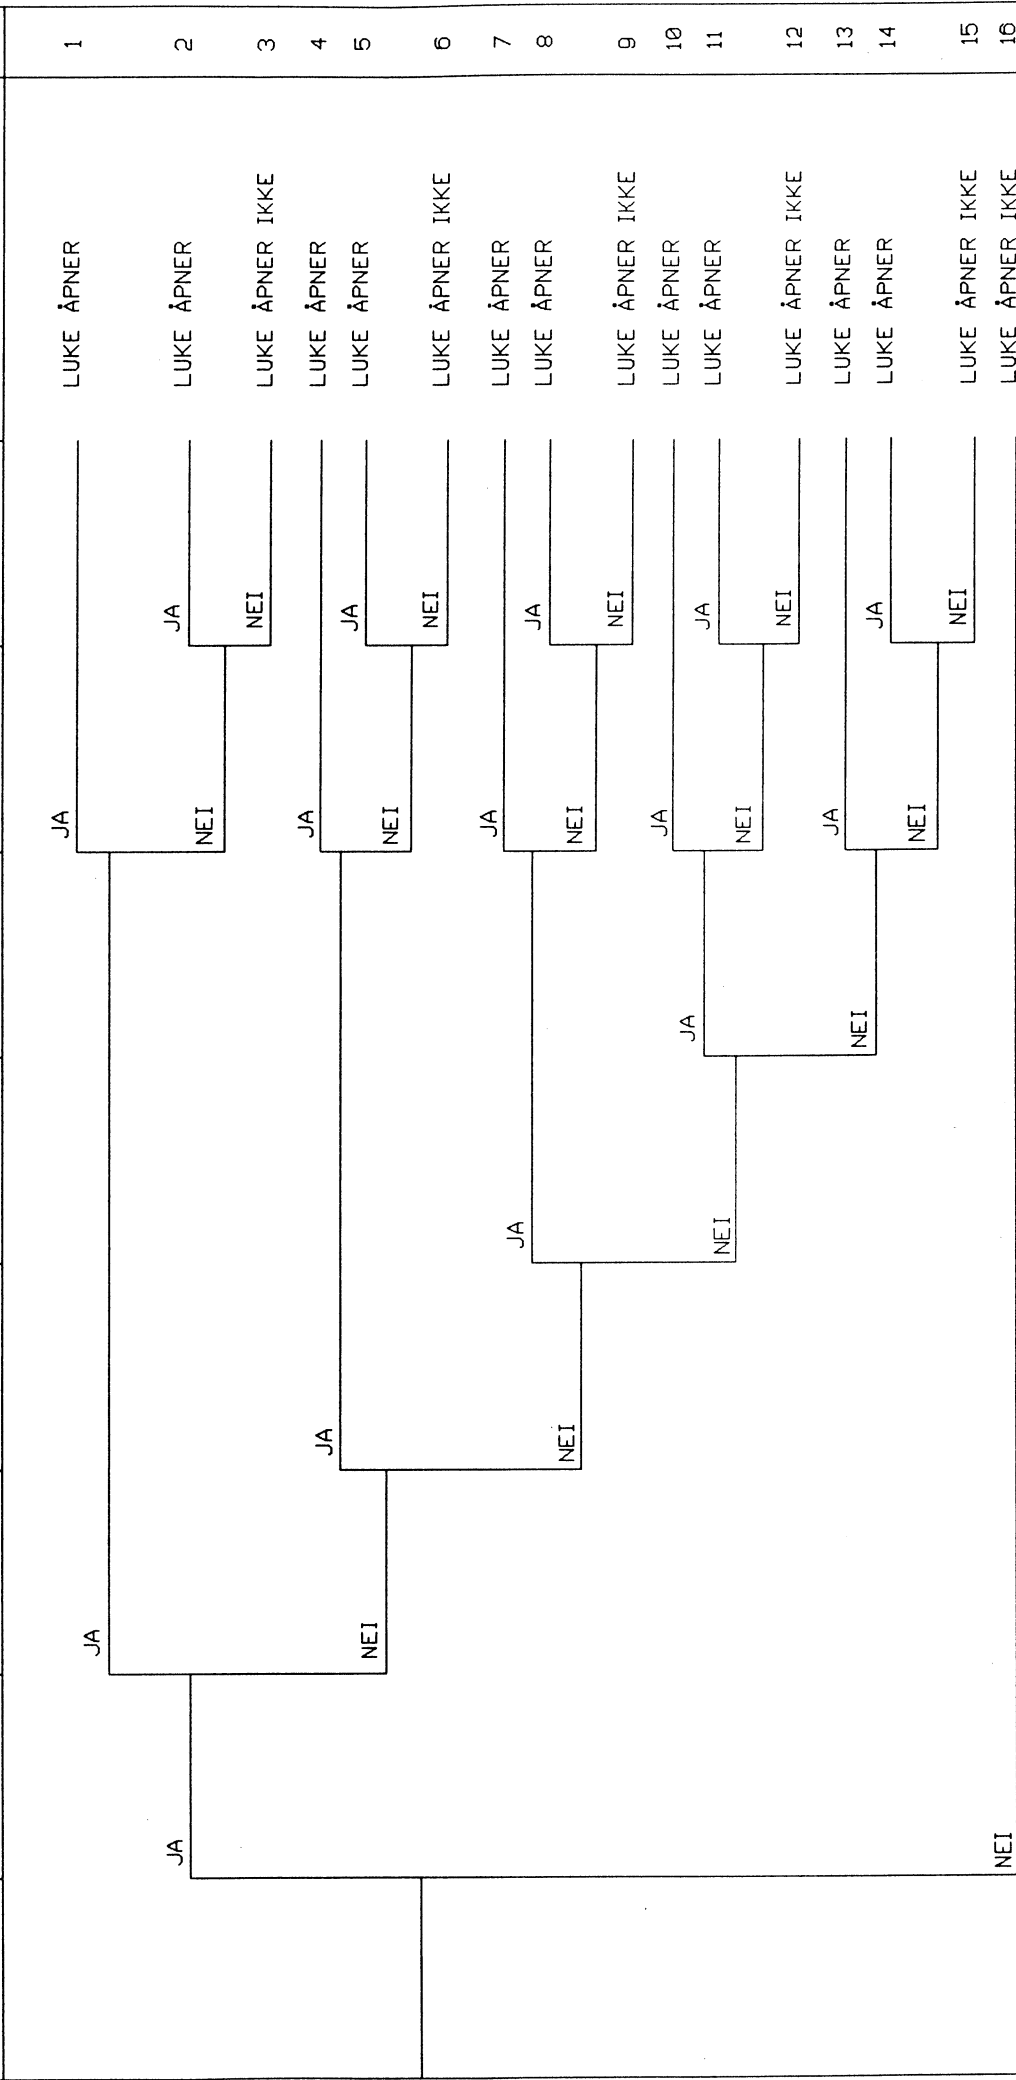 JA
JA
JA
LUKE ÅPNER 1
NEI
JA
LUKE ÅPNER 2
NEI
LUKE ÅPNER IKKE 3
NEI
JA
JA
LUKE ÅPNER 4
NEI
JA
LUKE ÅPNER 5
NEI
LUKE ÅPNER IKKE 6
NEI
JA
JA
LUKE ÅPNER 7
NEI
JA
LUKE ÅPNER 8
NEI
LUKE ÅPNER IKKE 9
NEI
JA
JA
LUKE ÅPNER 10
NEI
JA
LUKE ÅPNER 11
NEI
LUKE ÅPNER IKKE 12
NEI
JA
LUKE ÅPNER 13
NEI
JA
LUKE ÅPNER 14
NEI
LUKE ÅPNER IKKE 15
NEI
LUKE ÅPNER IKKE 16